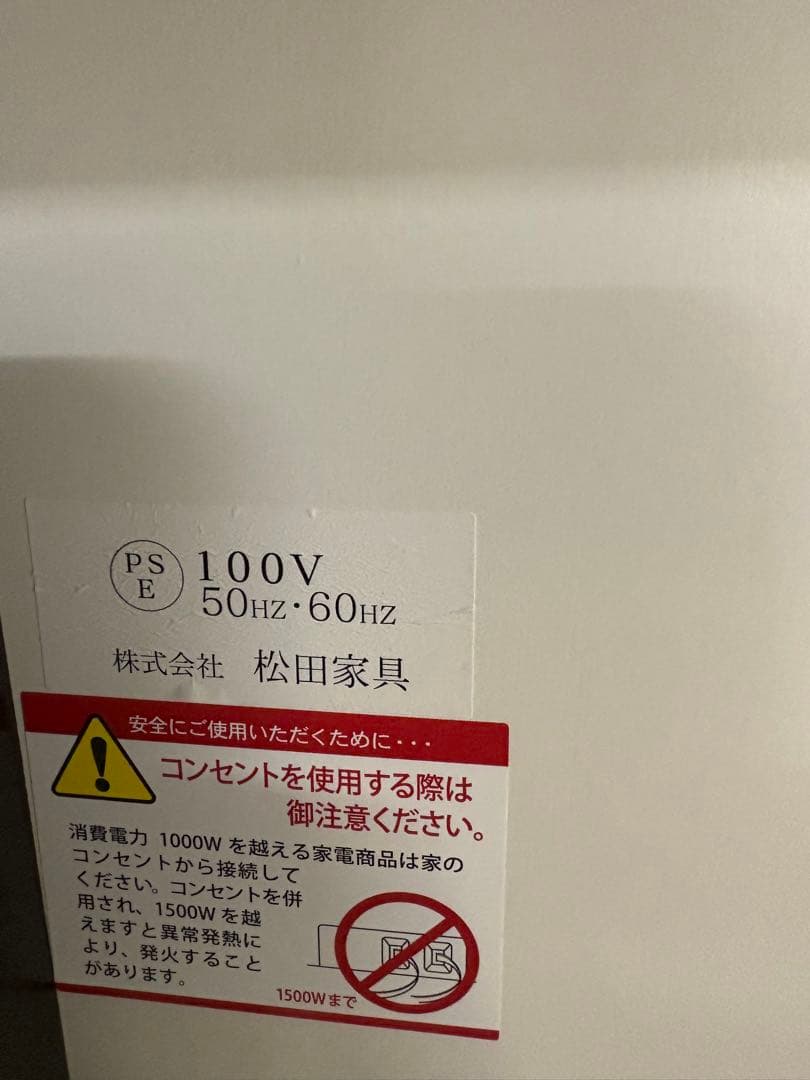 PS
E
100V
50HZ・60HZ
株式会社 松田家具
安全にご使用いただくために・・・
コンセントを使用する際は
御注意ください。
消費電力 1000W を越える家電商品は家の
コンセントから接続して
ください。コンセントを併
用され、1500W を越
えますと異常発熱に
より、発火すること
があります。
1500Wまで